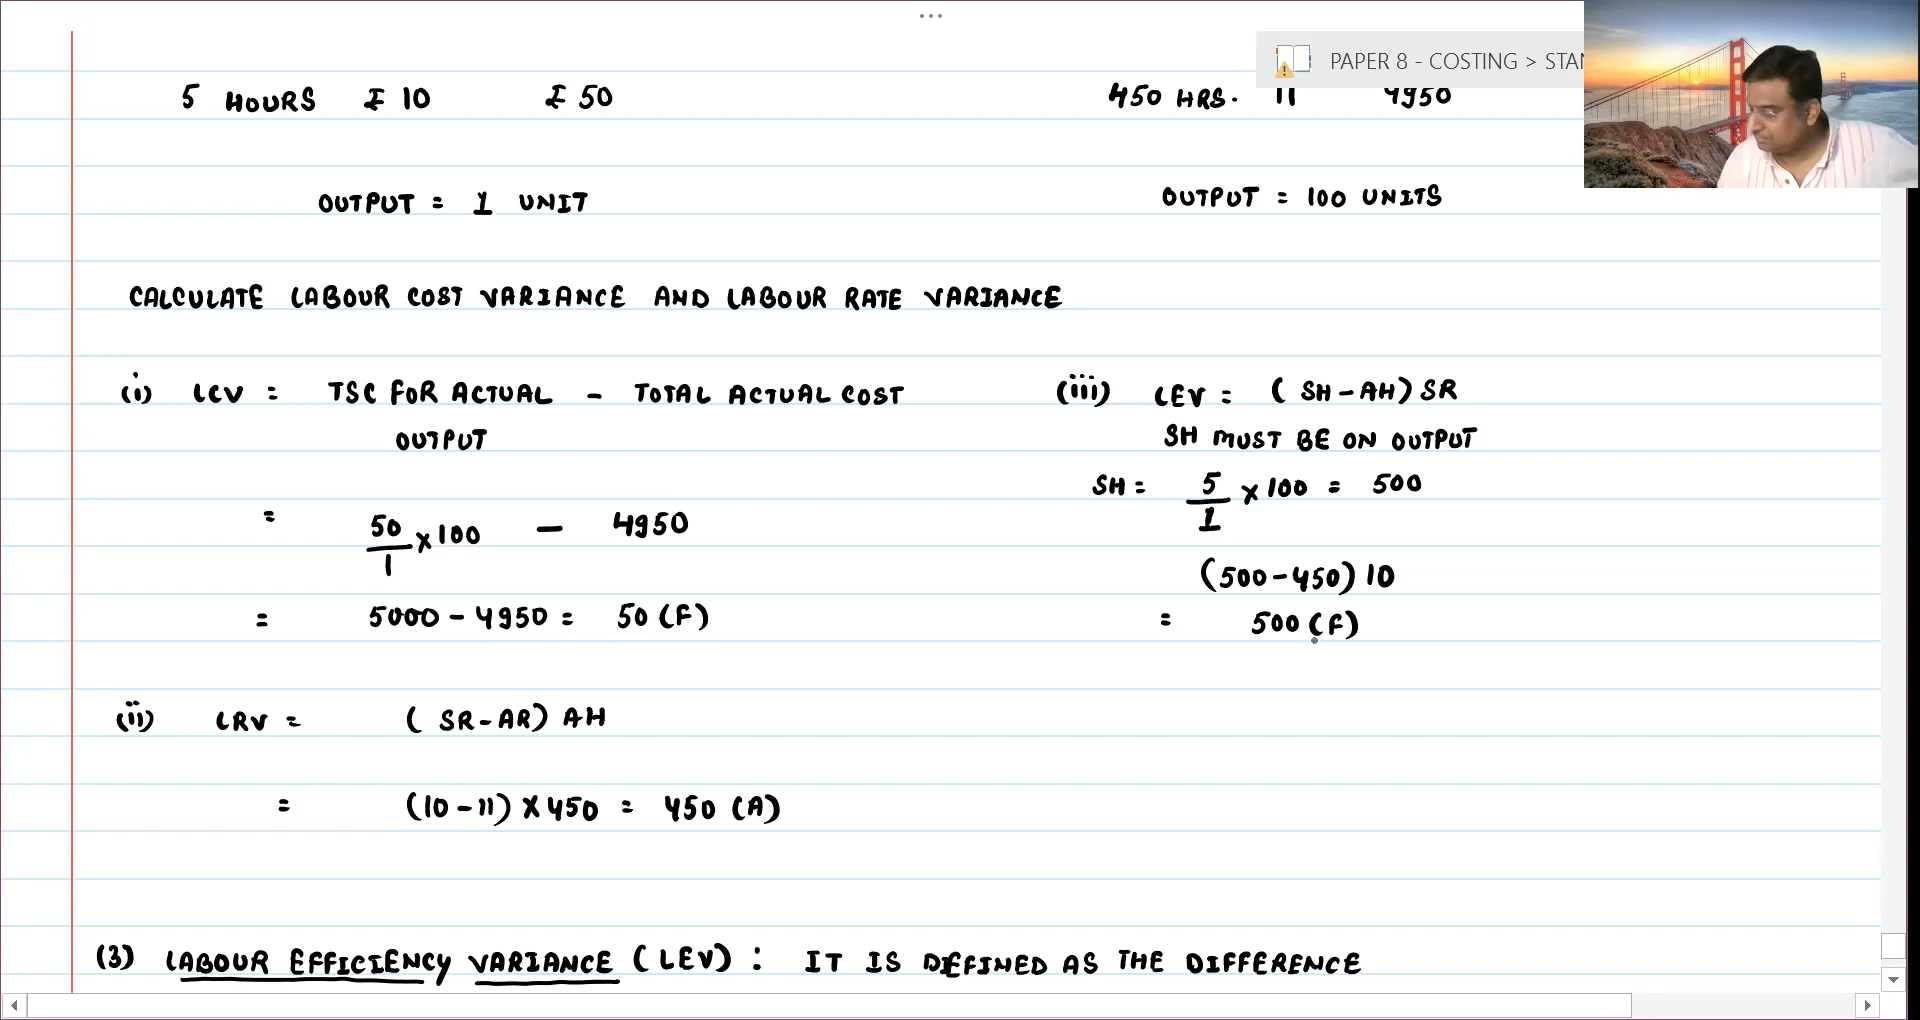 PAPER 8 - COSTING > STAN
5 HOURS ₹ 10 ₹ 50
450 HRS. 11 4950
OUTPUT = 1 UNIT
OUTPUT = 100 UNITS
CALCULATE LABOUR COST VARIANCE AND LABOUR RATE VARIANCE
(i) LCV = TSC FOR ACTUAL - TOTAL ACTUAL COST
OUTPUT
= 50/1 × 100 - 4950
= 5000 - 4950 = 50 (F)
(ii) LRV = (SR-AR) AH
= (10-11) × 450 = 450 (A)
(iii) LEV = (SH-AH) SR
SH MUST BE ON OUTPUT
SH = 5/1 × 100 = 500
(500-450) 10
= 500 (F)
(3) LABOUR EFFICIENCY VARIANCE (LEV) : IT IS DEFINED AS THE DIFFERENCE